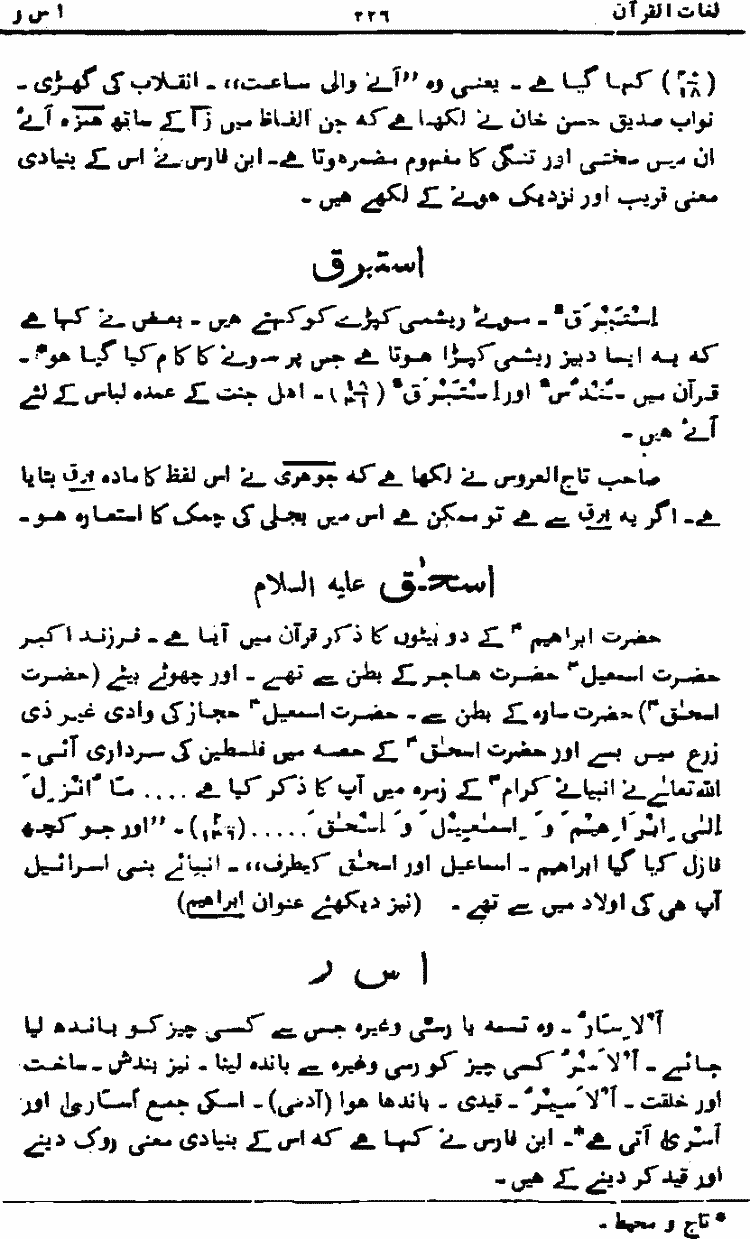 لغات القرآن ۲۲۶ ا س ر
(۱۸) کہا گیا ہے ۔ یعنی وہ ’’آنے والی ساعت،، ۔ انقلاب کی گھڑی ۔
نواب صدیق حسن خان نے لکھا ہے کہ جن الفاظ میں زا کے ساتھ ہمزہ آئے
ان میں سختی اور تنگی کا مفہوم مضمر ہوتا ہے۔ ابن فارس نے اس کے بنیادی
معنی قریب اور نزدیک ہونے کے لکھے ہیں ۔
استبرق
اِسْتَبْرَقٌ* ۔ موٹے ریشمی کپڑے کو کہتے ہیں ۔ بعض نے کہا ہے
کہ یہ ایسا دبیز ریشمی کپڑا ہوتا ہے جس پر سونے کا کام کیا گیا ہو* ۔
قرآن میں سُنْدُسٌ* اور اِسْتَبْرَقٌ* () ۔ اہل جنت کے عمدہ لباس کے لئے
آئے ہیں ۔
صاحب تاج العروس نے لکھا ہے کہ جوہری نے اس لفظ کا مادہ برق بتایا
ہے۔ اگر یہ برق سے ہے تو ممکن ہے اس میں بجلی کی چمک کا استعارہ ہو ۔
اسحٰق علیہ السلام
حضرت ابراہیم ؑ کے دو بیٹوں کا ذکر قرآن میں آیا ہے ۔ فرزند اکبر
حضرت اسمعیل ؑ حضرت ہاجر کے بطن سے تھے ۔ اور چھوٹے بیٹے (حضرت
اسحٰق ؑ) حضرت سارہ کے بطن سے ۔ حضرت اسمعیل ؑ حجاز کی وادی غیر ذی
زرع میں بسے اور حضرت اسحٰق ؑ کے حصہ میں فلسطین کی سرداری آئی ۔
اللہ تعالٰے نے انبیائے کرام ؑ کے زمرہ میں آپ کا ذکر کیا ہے .... مَا اُنْزِلَ
اِلٰی اِبْرَاهِیْمَ وَ اِسْمٰعِیْلَ وَ اِسْحٰقَ ..... () ۔ ’’اور جو کچھ
نازل کیا گیا ابراہیم ۔ اسماعیل اور اسحٰق کیطرف،، ۔ انبیائے بنی اسرائیل
آپ ہی کی اولاد میں سے تھے ۔ (نیز دیکھئے عنوان ابراہیم)
ا س ر
اَلْاِسَارُ ۔ وہ تسمہ یا رسّی وغیرہ جس سے کسی چیز کو باندھ لیا
جائے ۔ اَلْاَسْرُ کسی چیز کو رسی وغیرہ سے باندھ لینا ۔ نیز بندش ۔ ساخت
اور خلقت ۔ اَلْاَسِیْرُ ۔ قیدی ۔ باندھا ہوا (آدمی) ۔ اسکی جمع اُسَارٰی اور
اَسْرٰی آتی ہے* ۔ ابن فارس نے کہا ہے کہ اس کے بنیادی معنی روک دینے
اور قید کر دینے کے ہیں ۔
* تاج و محیط ۔